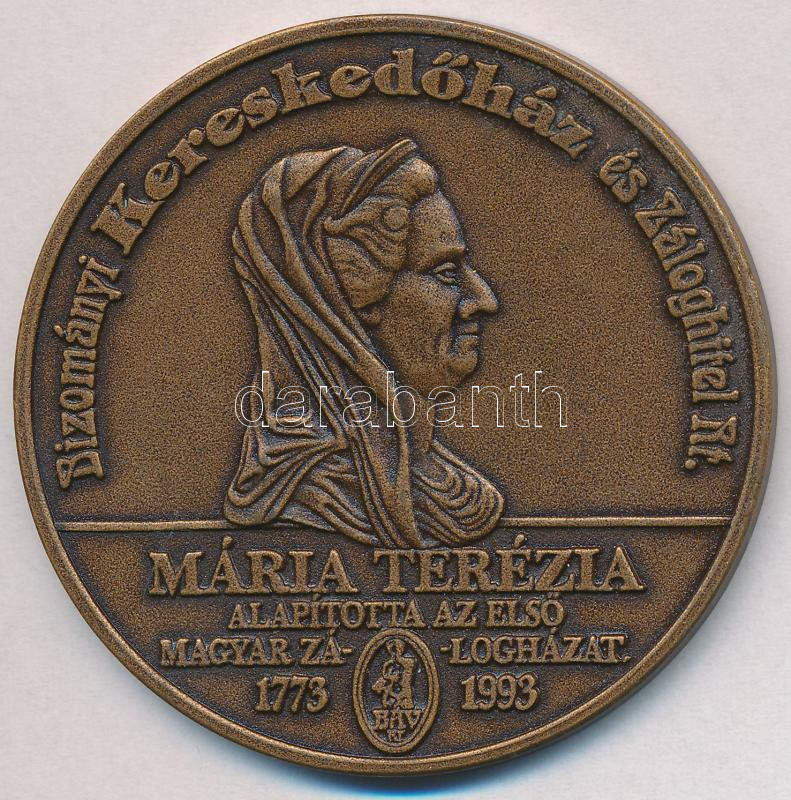 Bizományi Kereskedőház és Záloghitel Rt.
darabanth
MÁRIA TERÉZIA
ALAPÍTOTTA AZ ELSŐ
MAGYAR ZÁ- -LOGHÁZAT.
1773 1993
BÁV
RT